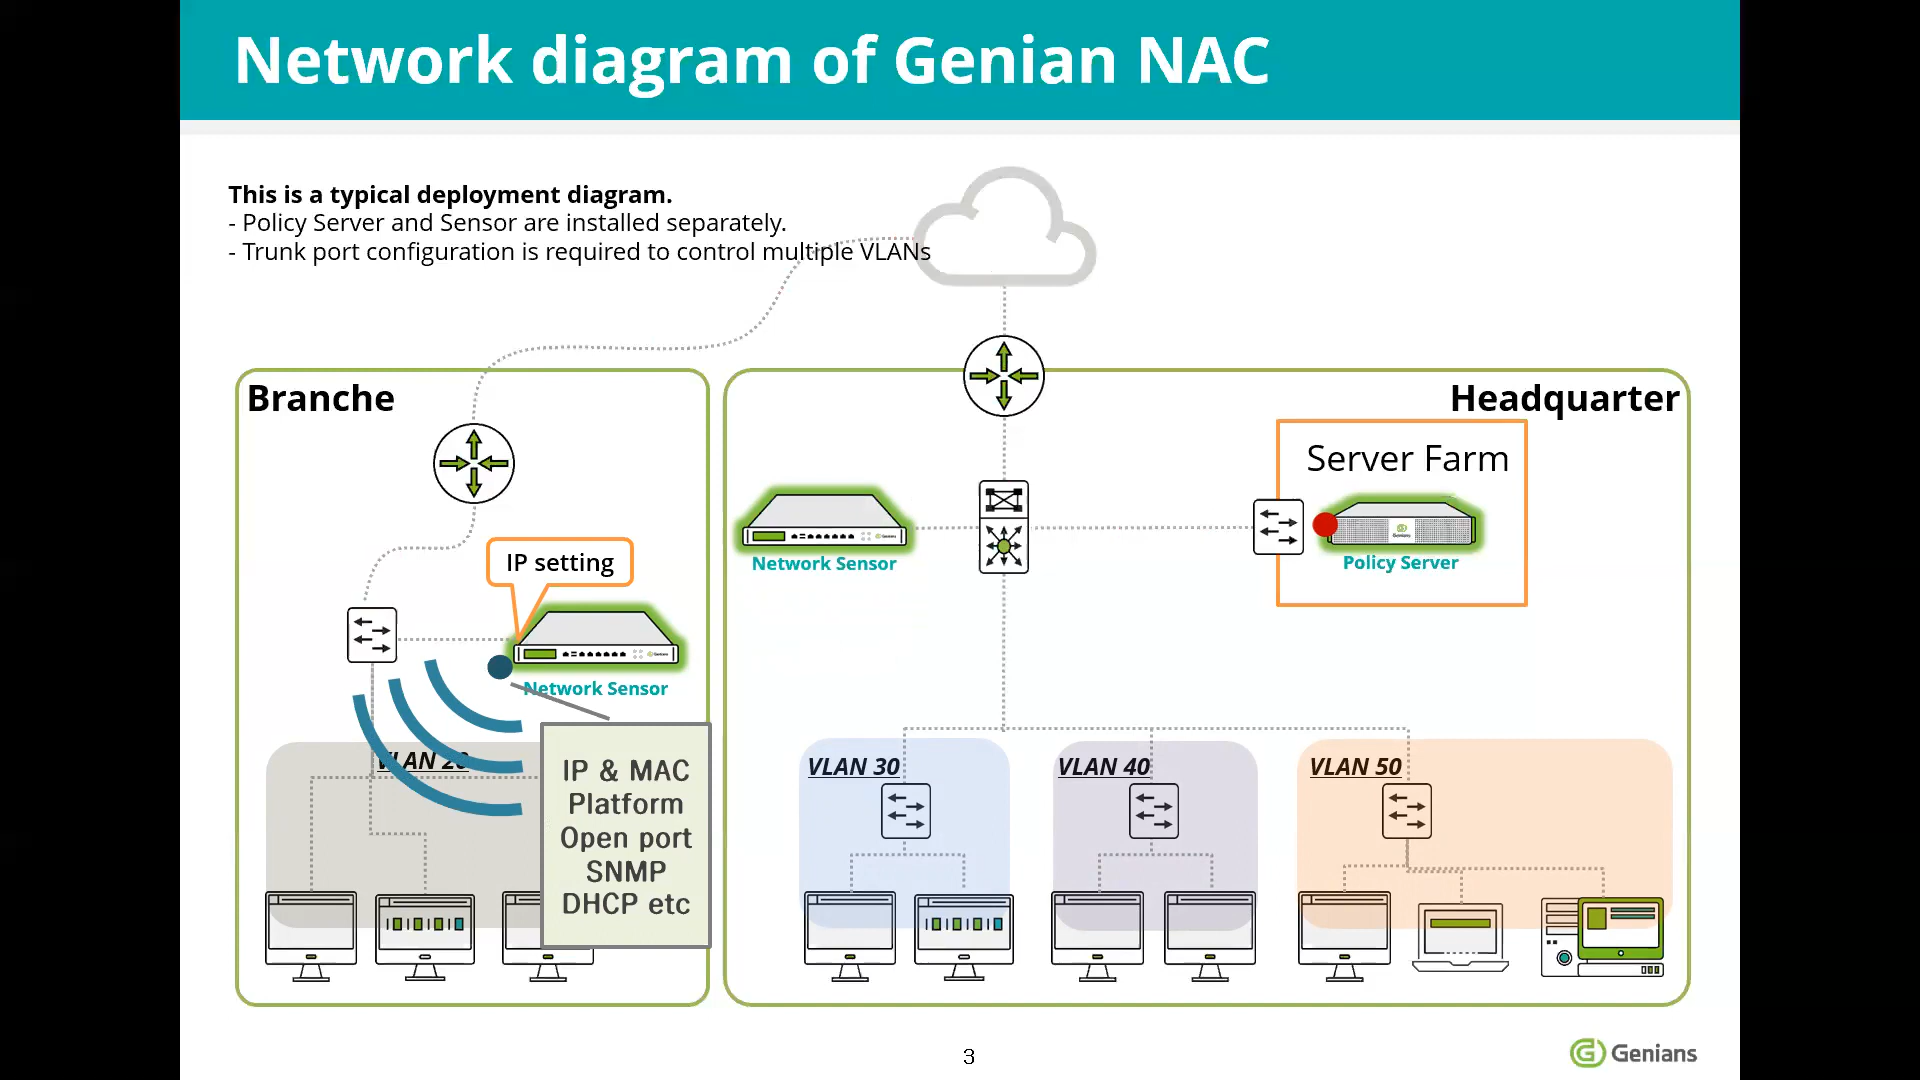 Network diagram of Genian NAC
This is a typical deployment diagram.
- Policy Server and Sensor are installed separately.
- Trunk port configuration is required to control multiple VLANs
Branche
Headquarter
Server Farm
Network Sensor
Policy Server
IP setting
Network Sensor
VLAN 20
IP & MAC
Platform
Open port
SNMP
DHCP etc
VLAN 30
VLAN 40
VLAN 50
3
Genians